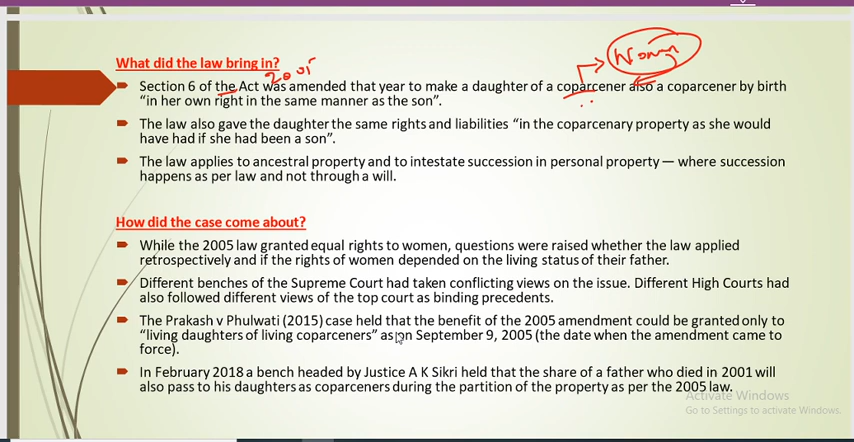 What did the law bring in?
2005
Women
Section 6 of the Act was amended that year to make a daughter of a coparcener also a coparcener by birth
“in her own right in the same manner as the son”.
The law also gave the daughter the same rights and liabilities “in the coparcenary property as she would
have had if she had been a son”.
The law applies to ancestral property and to intestate succession in personal property — where succession
happens as per law and not through a will.
How did the case come about?
While the 2005 law granted equal rights to women, questions were raised whether the law applied
retrospectively and if the rights of women depended on the living status of their father.
Different benches of the Supreme Court had taken conflicting views on the issue. Different High Courts had
also followed different views of the top court as binding precedents.
The Prakash v Phulwati (2015) case held that the benefit of the 2005 amendment could be granted only to
“living daughters of living coparceners” as on September 9, 2005 (the date when the amendment came to
force).
In February 2018 a bench headed by Justice A K Sikri held that the share of a father who died in 2001 will
also pass to his daughters as coparceners during the partition of the property as per the 2005 law.
Activate Windows
Go to Settings to activate Windows.